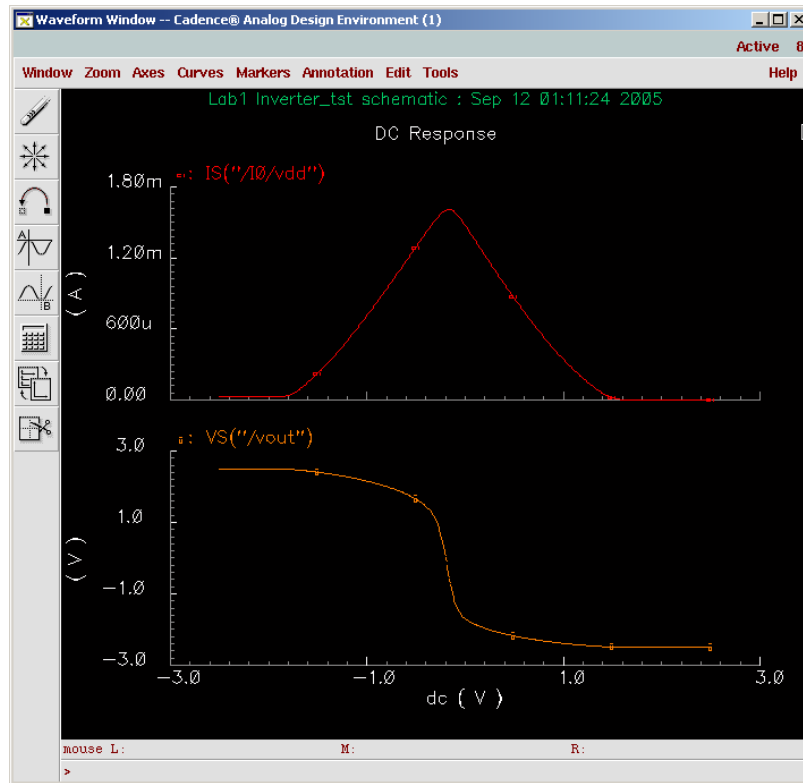 Waveform Window -- Cadence® Analog Design Environment (1)
Active 8
Window Zoom Axes Curves Markers Annotation Edit Tools Help
Lab1 Inverter_tst schematic : Sep 12 01:11:24 2005
DC Response
: IS("/I0/vdd")
1.80m
1.20m
600u
0.00
( A )
: VS("/vout")
3.0
1.0
-1.0
-3.0
( V )
-3.0 -1.0 1.0 3.0
dc ( V )
A
B
mouse L: M: R:
>